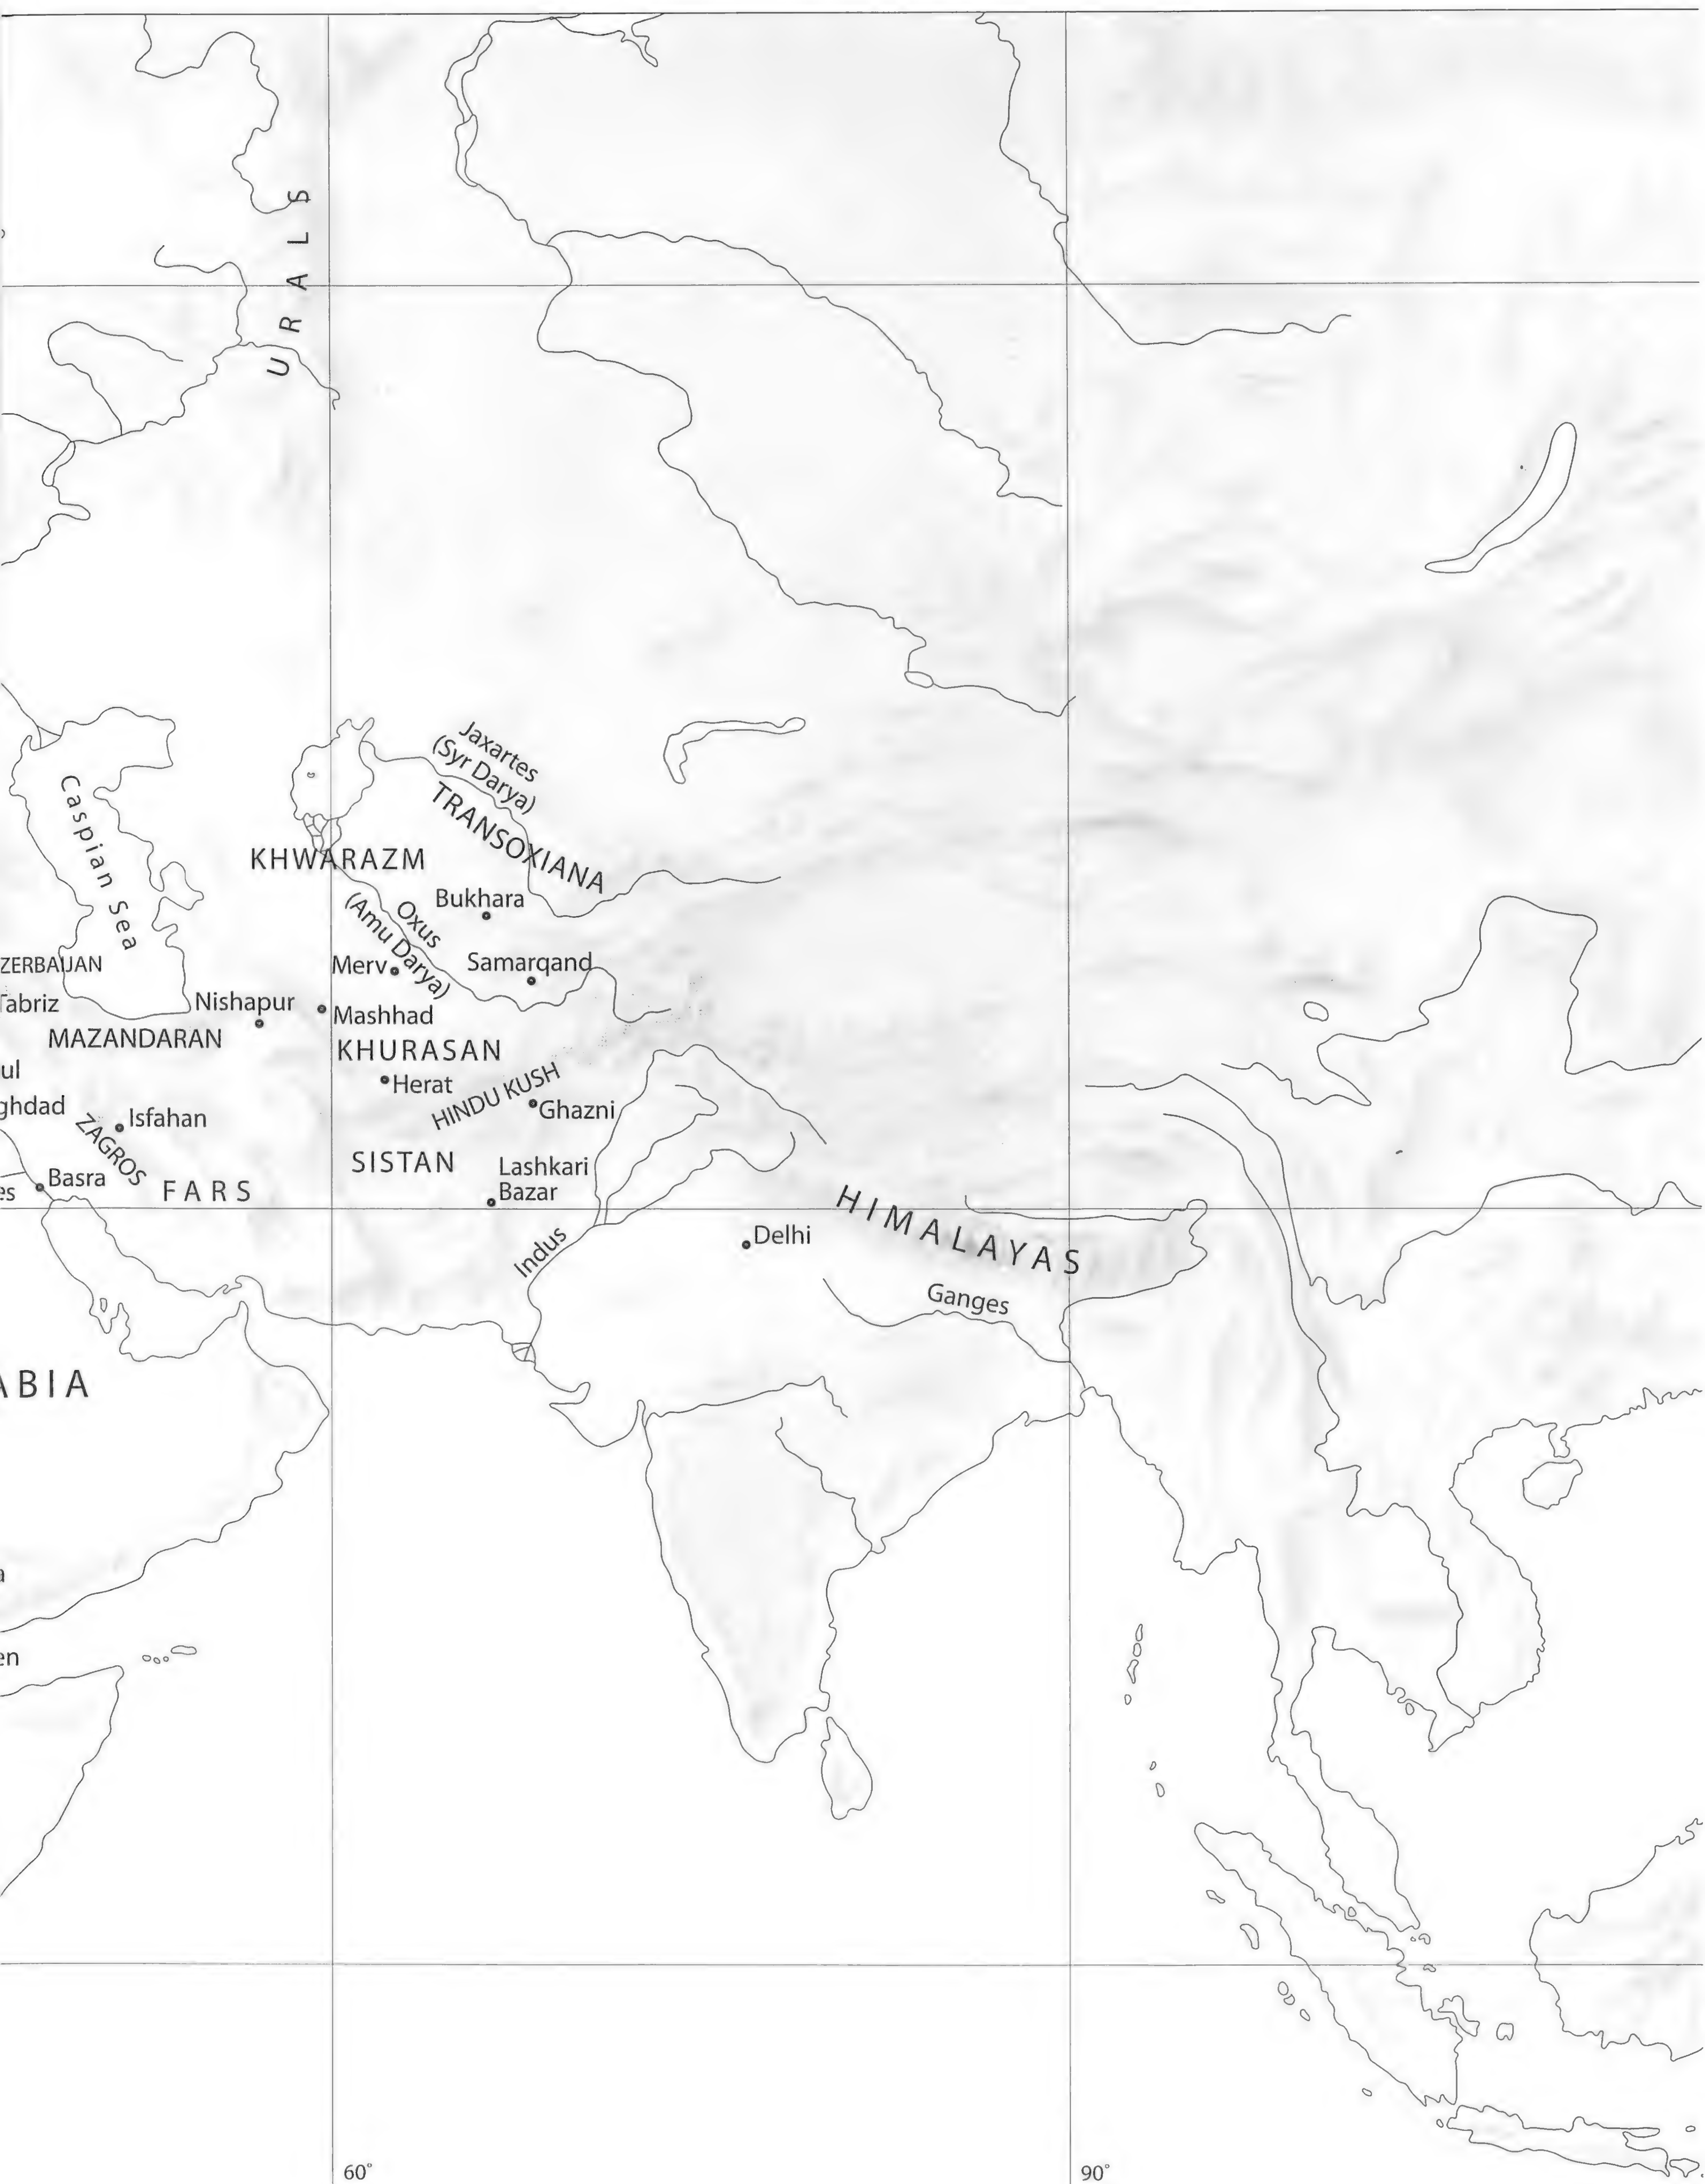 URALS
Jaxartes
(Syr Darya)
TRANSOXIANA
Caspian Sea
KHWARAZM
Oxus
(Amu Darya)
Bukhara
ZERBAIJAN
Merv
Samarqand
Tabriz
Nishapur
Mashhad
MAZANDARAN
KHURASAN
ul
Herat
HINDU KUSH
ghdad
Isfahan
Ghazni
ZAGROS
SISTAN
Lashkari
Bazar
es
Basra
FARS
HIMALAYAS
Indus
Delhi
Ganges
ABIA
a
en
60°
90°